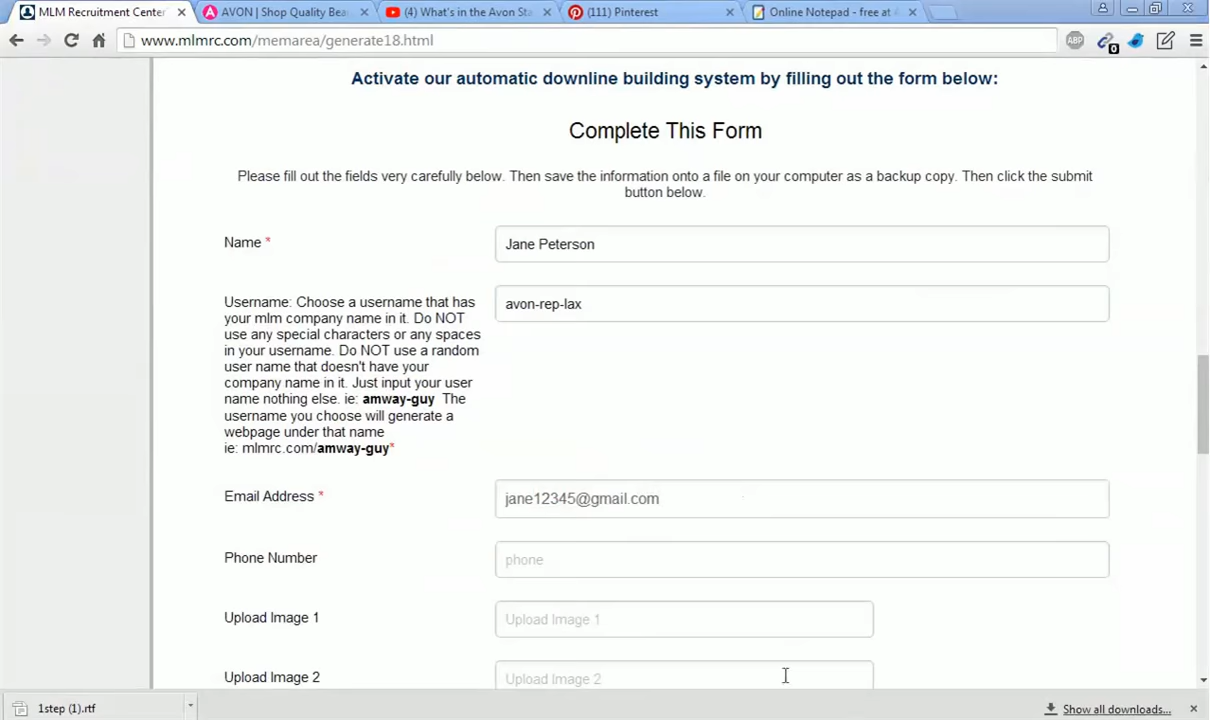 MLM Recruitment Center
AVON | Shop Quality Bea
(4) What's in the Avon Sta
(111) Pinterest
Online Notepad - free at
www.mlmrc.com/memarea/generate18.html
ABP
0
Activate our automatic downline building system by filling out the form below:
Complete This Form
Please fill out the fields very carefully below. Then save the information onto a file on your computer as a backup copy. Then click the submit
button below.
Name *
Jane Peterson
Username: Choose a username that has
your mlm company name in it. Do NOT
use any special characters or any spaces
in your username. Do NOT use a random
user name that doesn't have your
company name in it. Just input your user
name nothing else. ie: amway-guy The
username you choose will generate a
webpage under that name
ie: mlmrc.com/amway-guy*
avon-rep-lax
Email Address *
jane12345@gmail.com
Phone Number
phone
Upload Image 1
Upload Image 1
Upload Image 2
Upload Image 2
1step (1).rtf
Show all downloads...